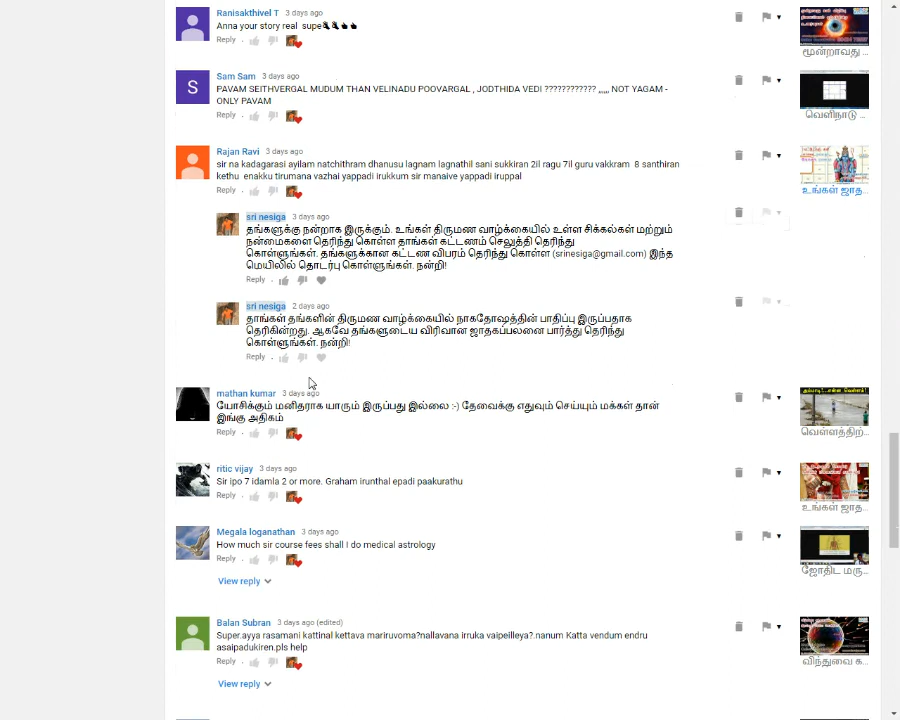 Ranisakthivel T 3 days ago
Anna your story real supe
Reply .
மூன்றாவது ...
Sam Sam 3 days ago
PAVAM SEITHVERGAL MUDUM THAN VELINADU POOVARGAL , JODTHIDA VEDI ???????????? ,,,,, NOT YAGAM -
ONLY PAVAM
Reply .
S
வெளிநாடு ...
Rajan Ravi 3 days ago
sir na kadagarasi ayilam natchithram dhanusu lagnam lagnathil sani sukkiran 2il ragu 7il guru vakkram 8 santhiran
kethu enakku tirumana vazhai yappadi irukkum sir manaive yappadi iruppal
Reply .
உங்கள் ஜாத...
sri nesiga 3 days ago
தங்களுக்கு நன்றாக இருக்கும். உங்கள் திருமண வாழ்க்கையில் உள்ள சிக்கல்கள் மற்றும்
நன்மைகளை தெரிந்து கொள்ள தாங்கள் கட்டணம் செலுத்தி தெரிந்து
கொள்ளுங்கள். தங்களுக்கான கட்டண விபரம் தெரிந்து கொள்ள (srinesiga@gmail.com) இந்த
மெயிலில் தொடர்பு கொள்ளுங்கள். நன்றி!
Reply .
sri nesiga 2 days ago
தாங்கள் தங்களின் திருமண வாழ்க்கையில் நாகதோஷத்தின் பாதிப்பு இருப்பதாக
தெரிகின்றது. ஆகவே தங்களுடைய விரிவான ஜாதகப்பலனை பார்த்து தெரிந்து
கொள்ளுங்கள். நன்றி!
Reply .
mathan kumar 3 days ago
யோசிக்கும் மனிதராக யாரும் இருப்பது இல்லை :-) தேவைக்கு எதுவும் செய்யும் மக்கள் தான்
இங்கு அதிகம்
Reply .
வெள்ளத்திற்...
ritic vijay 3 days ago
Sir ipo 7 idamla 2 or more. Graham irunthal epadi paakurathu
Reply .
உங்கள் ஜாத...
Megala loganathan 3 days ago
How much sir course fees shall I do medical astrology
Reply .
View reply
ஜோதிட மரு...
Balan Subran 3 days ago (edited)
Super.ayya rasamani kattinal kettava mariruvoma?nallavana irruka vaipeilleya?.nanum Katta vendum endru
asaipadukiren.pls help
Reply .
View reply
விந்துவை க...